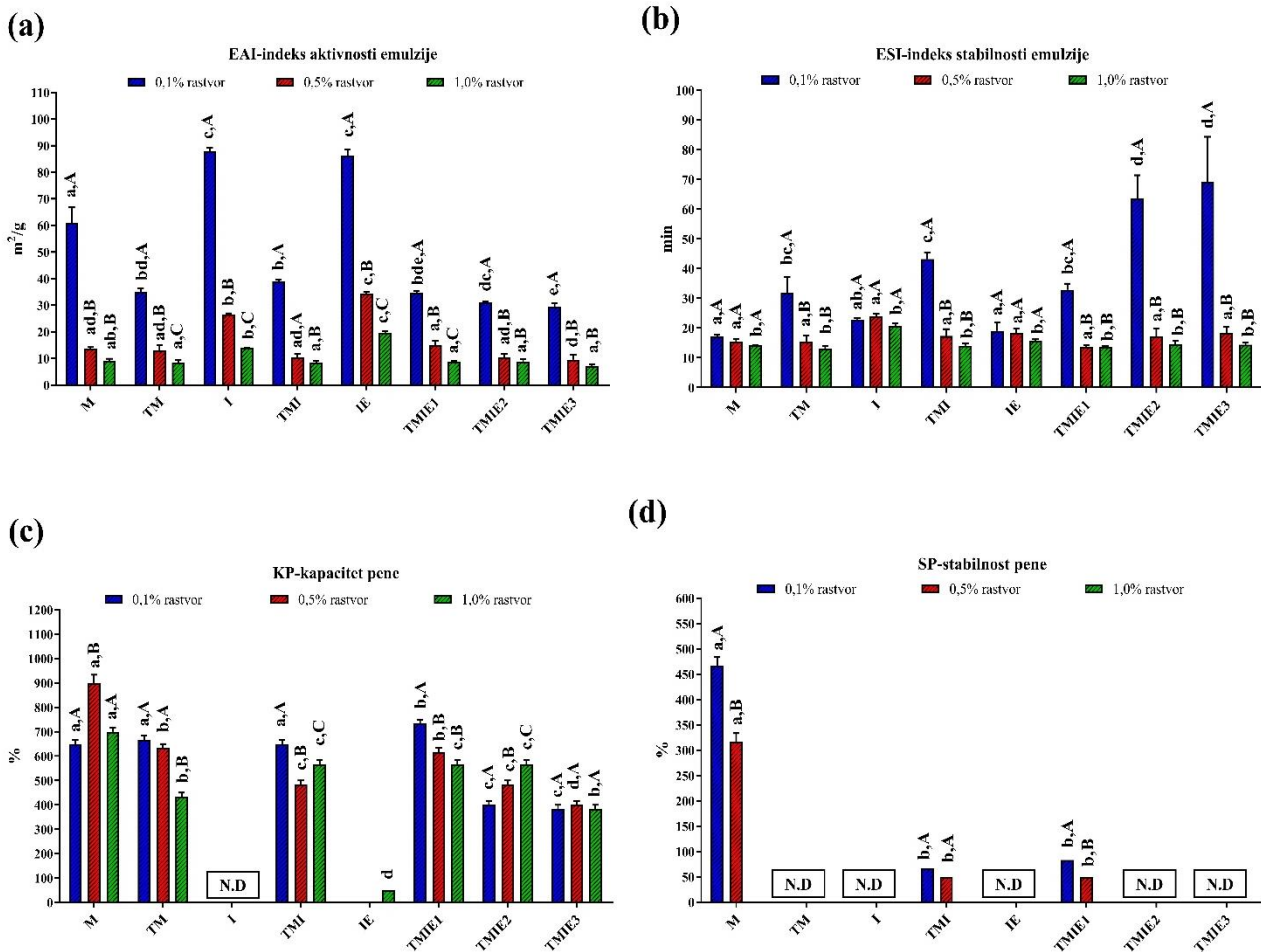 (a)
EAI-indeks aktivnosti emulzije
0,1% rastvor 0,5% rastvor 1,0% rastvor
110
100
90
80
70
60
50
40
30
20
10
0
m²/g
a,A ad,B ab,B
bd,A ad,B a,C
c,A b,B b,C
b,A ad,A a,B
c,A c,B c,C
bde,A a,B a,C
dc,A ad,B a,B
e,A d,B a,B
M TM I TMI IE TMIE1 TMIE2 TMIE3
(b)
ESI-indeks stabilnosti emulzije
0,1% rastvor 0,5% rastvor 1,0% rastvor
100
90
80
70
60
50
40
30
20
10
0
min
a,A a,A b,A
bc,A a,B b,B
ab,A a,A b,A
c,A a,B b,B
a,A a,A b,A
bc,A a,B b,B
d,A a,B b,B
d,A a,B b,B
M TM I TMI IE TMIE1 TMIE2 TMIE3
(c)
KP-kapacitet pene
0,1% rastvor 0,5% rastvor 1,0% rastvor
1200
1100
1000
900
800
700
600
500
400
300
200
100
0
%
a,A a,B a,A
a,A b,A b,B
N.D
a,A c,B c,C
d
b,A b,B c,B
c,A c,B c,C
c,A d,A b,A
M TM I TMI IE TMIE1 TMIE2 TMIE3
(d)
SP-stabilnost pene
0,1% rastvor 0,5% rastvor 1,0% rastvor
600
550
500
450
400
350
300
250
200
150
100
50
0
%
a,A a,B
N.D
N.D
b,A b,A
N.D
b,A b,B
N.D
N.D
M TM I TMI IE TMIE1 TMIE2 TMIE3